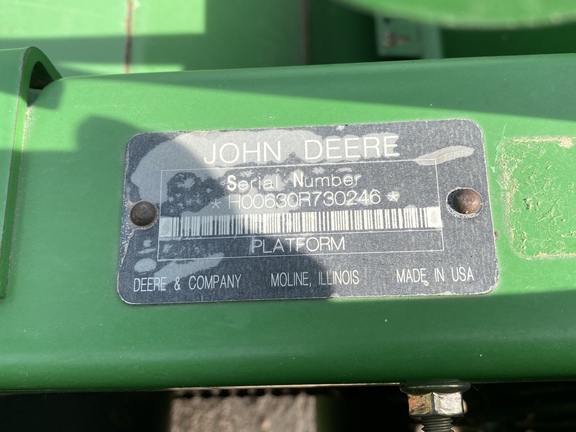 JOHN DEERE
Serial Number
* H00630R730246 *
PLATFORM
DEERE & COMPANY MOLINE, ILLINOIS MADE IN USA